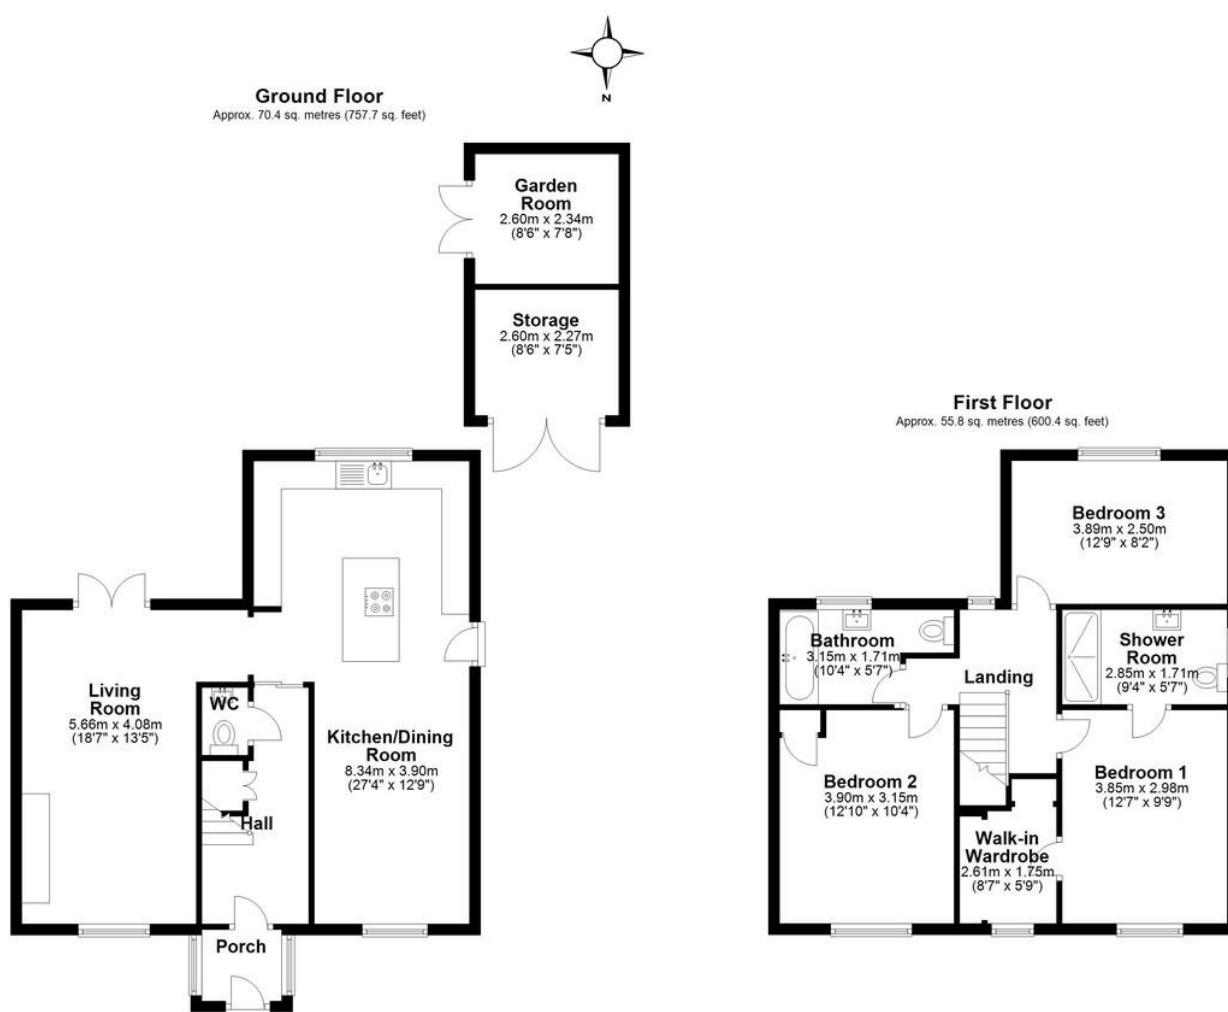 N
Ground Floor
Approx. 70.4 sq. metres (757.7 sq. feet)
Garden
Room
2.60m x 2.34m
(8'6" x 7'8")
Storage
2.60m x 2.27m
(8'6" x 7'5")
Living
Room
5.66m x 4.08m
(18'7" x 13'5")
WC
Kitchen/Dining
Room
8.34m x 3.90m
(27'4" x 12'9")
Hall
Porch
First Floor
Approx. 55.8 sq. metres (600.4 sq. feet)
Bedroom 3
3.89m x 2.50m
(12'9" x 8'2")
Bathroom
3.15m x 1.71m
(10'4" x 5'7")
Landing
Shower
Room
2.85m x 1.71m
(9'4" x 5'7")
Bedroom 2
3.90m x 3.15m
(12'10" x 10'4")
Bedroom 1
3.85m x 2.98m
(12'7" x 9'9")
Walk-in
Wardrobe
2.61m x 1.75m
(8'7" x 5'9")